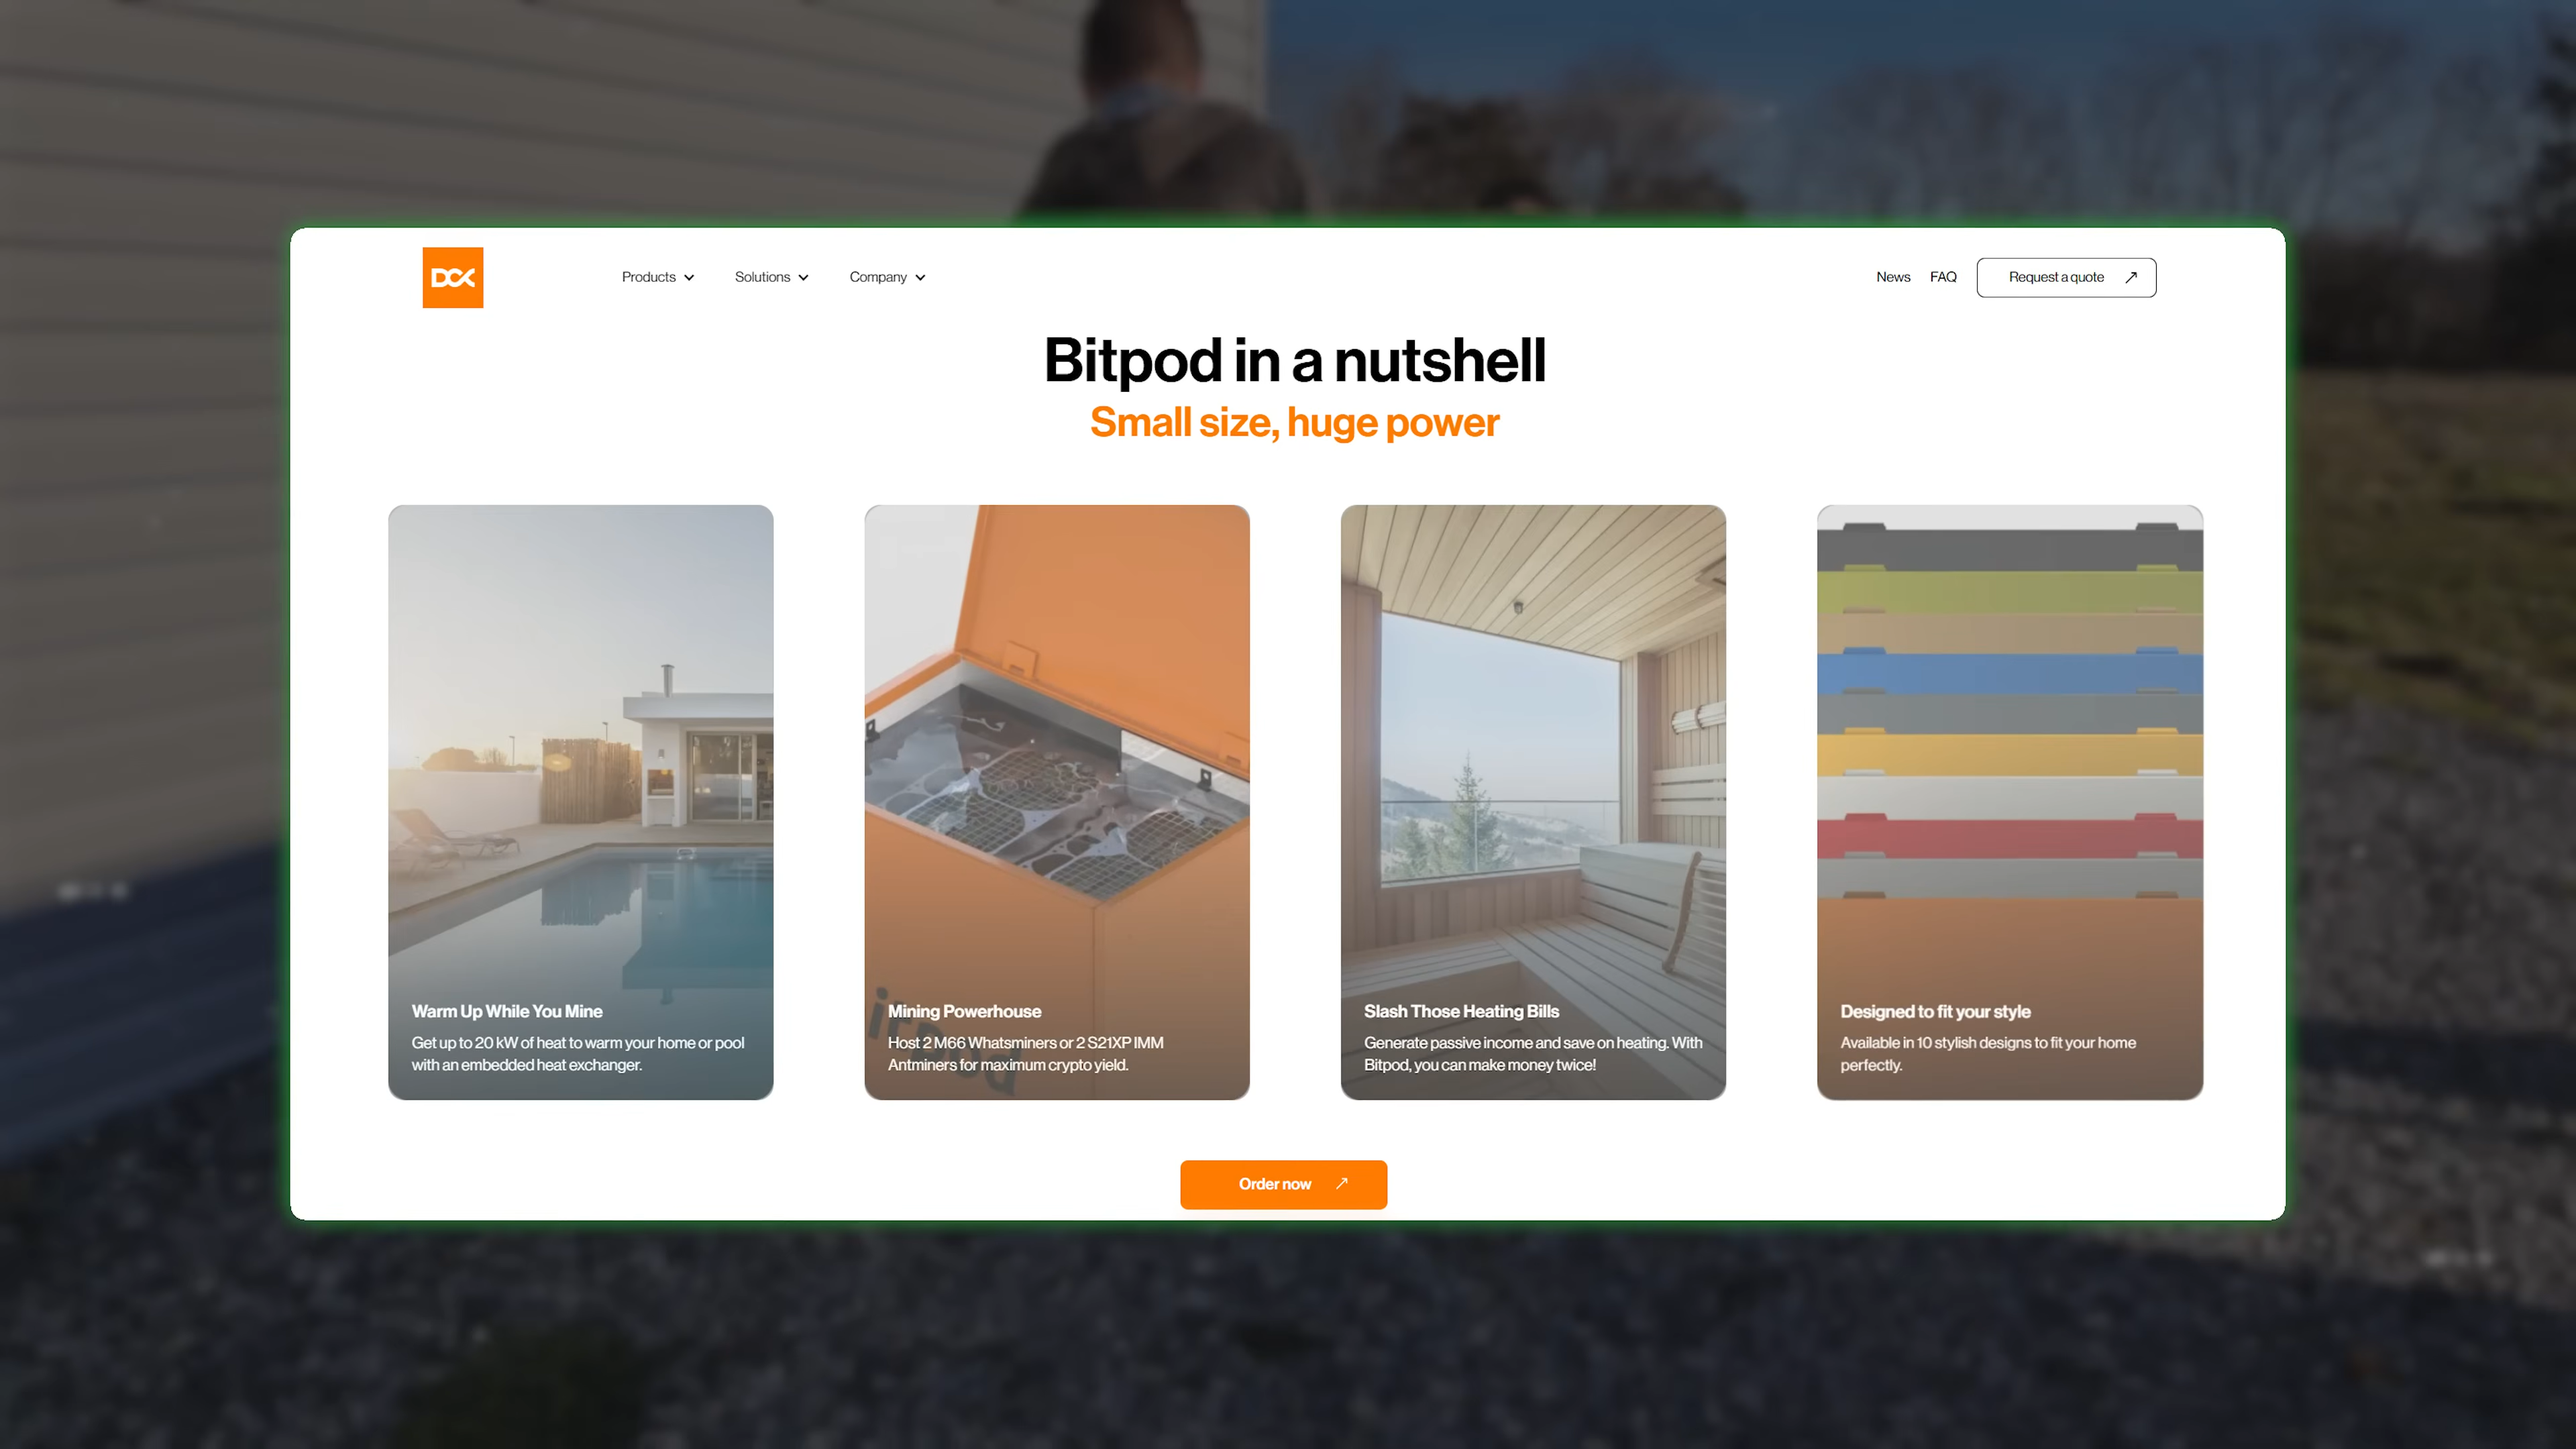 DCX
Products
Solutions
Company
News
FAQ
Request a quote
Bitpod in a nutshell
Small size, huge power
Warm Up While You Mine
Get up to 20 kW of heat to warm your home or pool
with an embedded heat exchanger.
itpod
Mining Powerhouse
Host 2 M66 Whatsminers or 2 S21XP IMM
Antminers for maximum crypto yield.
Slash Those Heating Bills
Generate passive income and save on heating. With
Bitpod, you can make money twice!
Designed to fit your style
Available in 10 stylish designs to fit your home
perfectly.
Order now